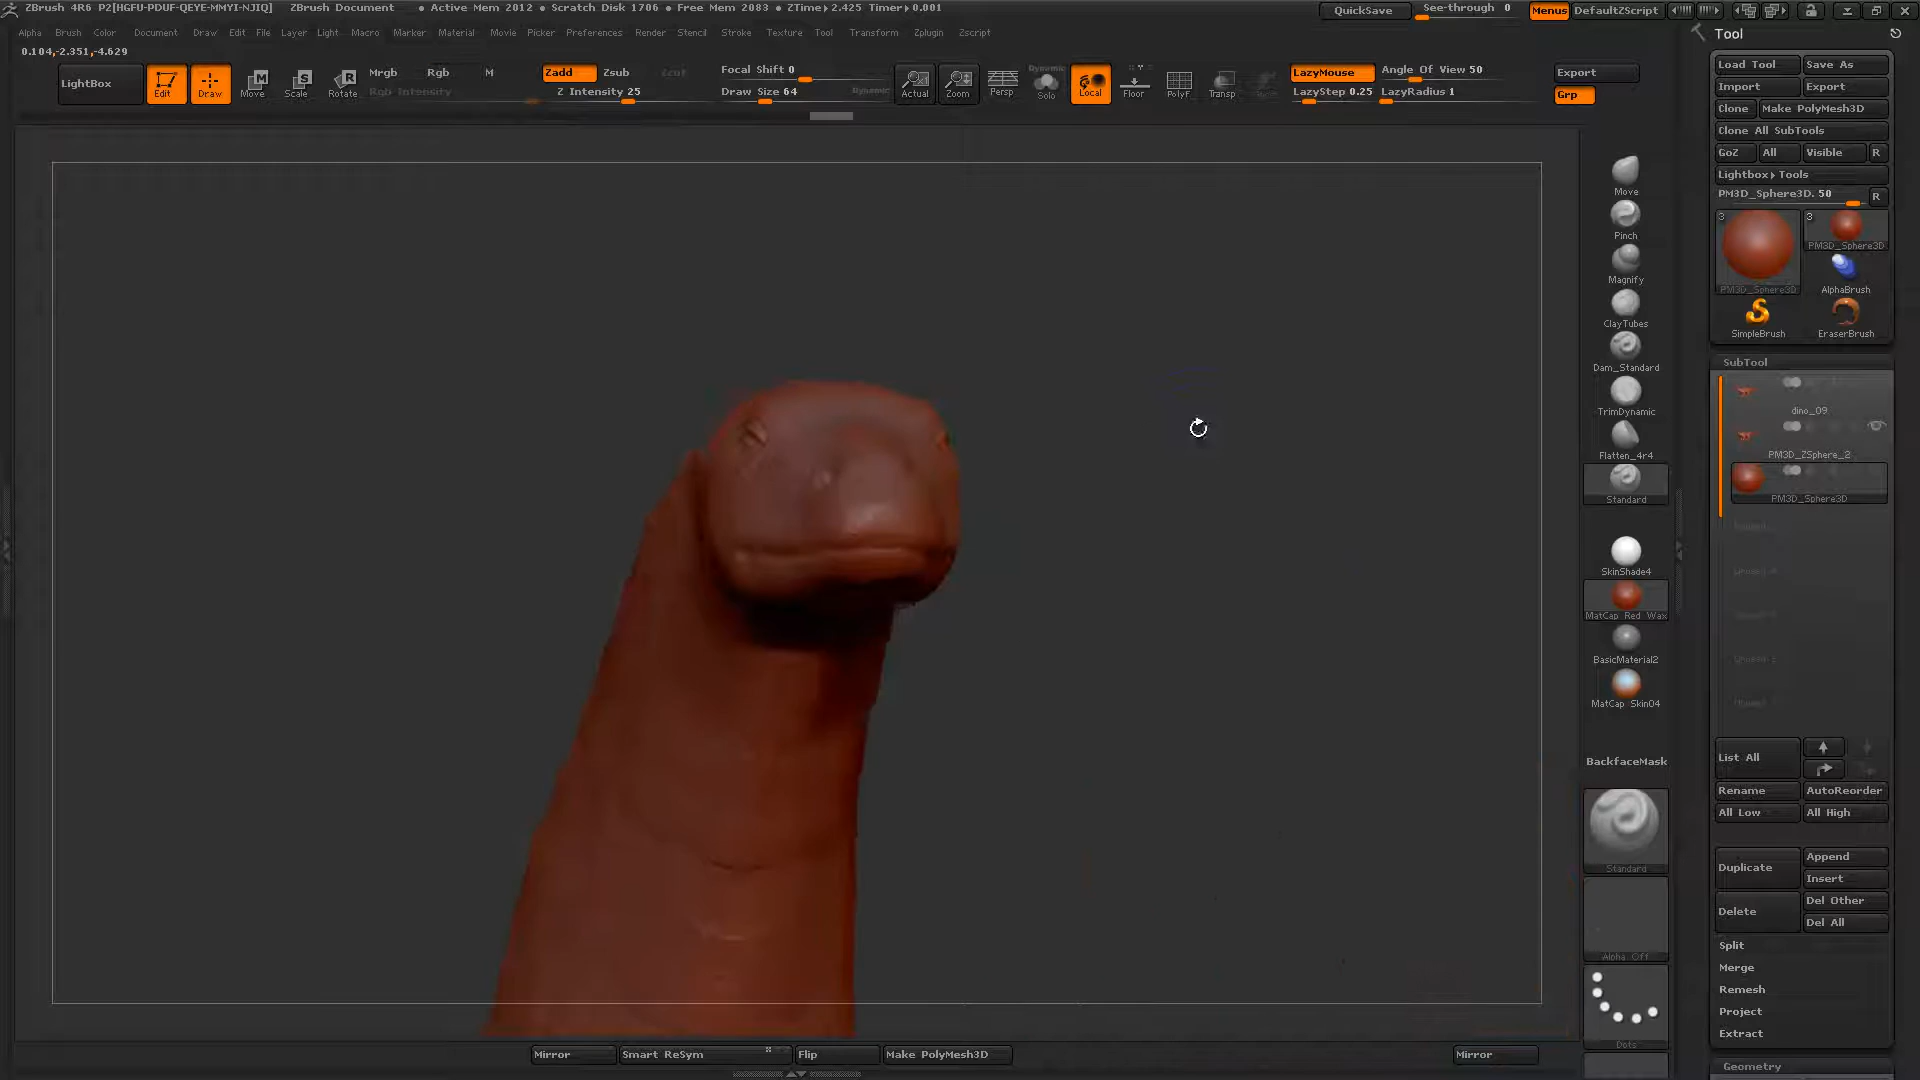 ZBrush 4R6 P2[HGFU-PDUF-QEYE-MMYI-NJIQ] ZBrush Document • Active Mem 2012 • Scratch Disk 1706 • Free Mem 2083 • ZTime▸2.425 Timer▸0.001 QuickSave See-through 0 Menus DefaultZScript
Alpha Brush Color Document Draw Edit File Layer Light Macro Marker Material Movie Picker Preferences Render Stencil Stroke Texture Tool Transform Zplugin Zscript
0.104,-2.351,-4.629
LightBox Edit Draw Move Scale Rotate
Mrgb Rgb M
Rgb Intensity
Zadd Zsub Zcut
Z Intensity 25
Focal Shift 0
Draw Size 64 Dynamic
Actual Zoom Persp Dynamic Solo Local Floor PolyF Transp
LazyMouse Angle Of View 50
LazyStep 0.25 LazyRadius 1
Export
Grp
Move
Pinch
Magnify
ClayTubes
Dam_Standard
TrimDynamic
Flatten_4r4
Standard
SkinShade4
MatCap Red Wax
BasicMaterial2
MatCap Skin04
BackfaceMask
Standard
Alpha Off
Dots
Tool
Load Tool Save As
Import Export
Clone Make PolyMesh3D
Clone All SubTools
GoZ All Visible R
Lightbox▸Tools
PM3D_Sphere3D. 50 R
3 3
PM3D_Sphere3D
PM3D_Sphere3D AlphaBrush
SimpleBrush EraserBrush
SubTool
dino_09
PM3D_ZSphere_2
PM3D_Sphere3D
List All
Rename AutoReorder
All Low All High
Duplicate Append
Insert
Delete Del Other
Del All
Split
Merge
Remesh
Project
Extract
Geometry
Mirror Smart ReSym Flip Make PolyMesh3D Mirror